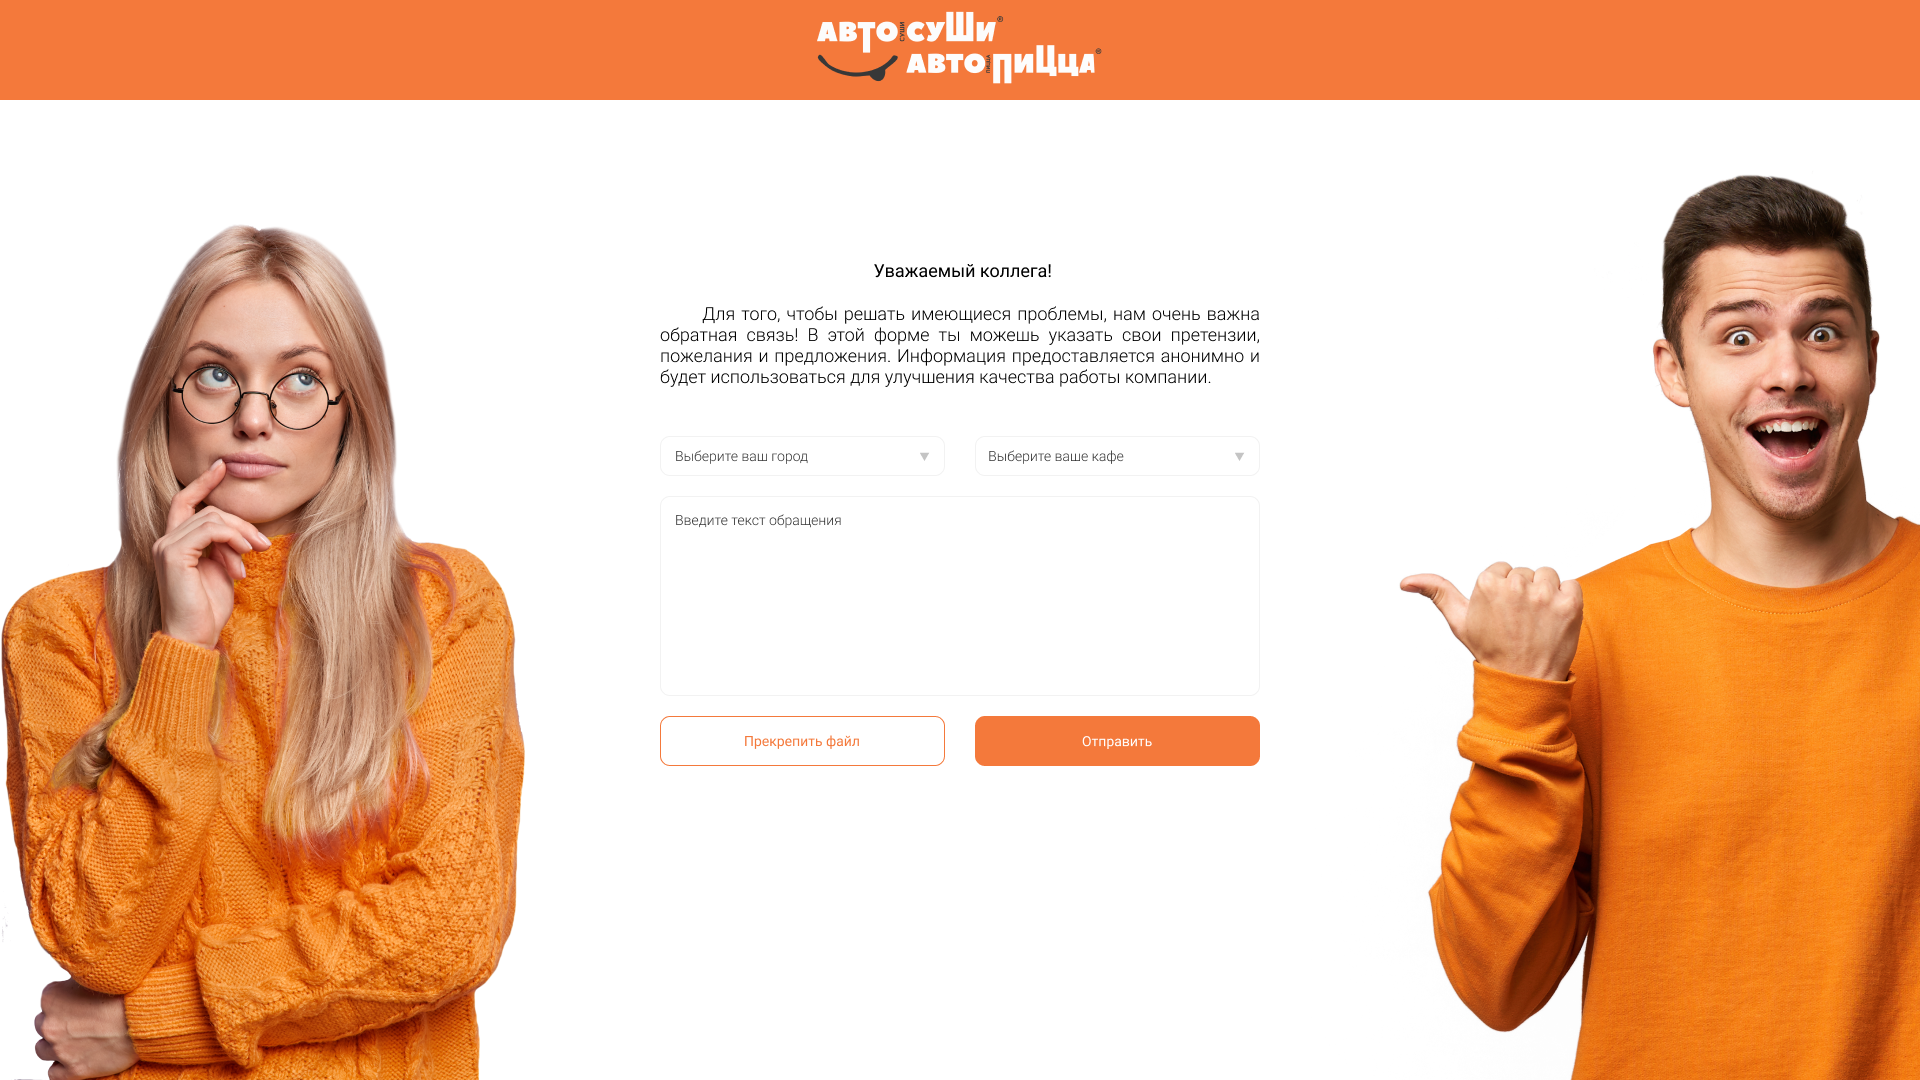 АВТОСУШИ®
СУШИ
АВТОПИЦЦА®
Уважаемый коллега!
Для того, чтобы решать имеющиеся проблемы, нам очень важна
обратная связь! В этой форме ты можешь указать свои претензии,
пожелания и предложения. Информация предоставляется анонимно и
будет использоваться для улучшения качества работы компании.
Выберите ваш город
Выберите ваше кафе
Введите текст обращения
Прекрепить файл
Отправить